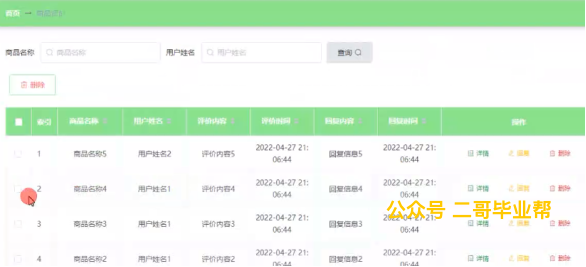 首页
商品名称 商品名称 用户姓名 用户姓名 查询
删除
索引 商品名称 用户姓名 评价内容 评价时间 回复内容 回复时间 操作
1 商品名称5 用户姓名2 评价内容5 2022-04-27 21:06:44 回复信息5 2022-04-27 21:06:44 详情 回复 删除
2 商品名称4 用户姓名1 评价内容4 2022-04-27 21:06:44 回复信息4 2022-04-27 21:06:44 详情 回复 删除
公众号 二哥毕业帮
3 商品名称3 用户姓名1 评价内容3 2022-04-27 21:06:44 回复信息3 2022-04-27 21:06:44 详情 回复 删除
4 商品名称2 用户姓名1 评价内容2 2022-04-27 21: 回复信息2 2022-04-27 21: 详情 回复 删除